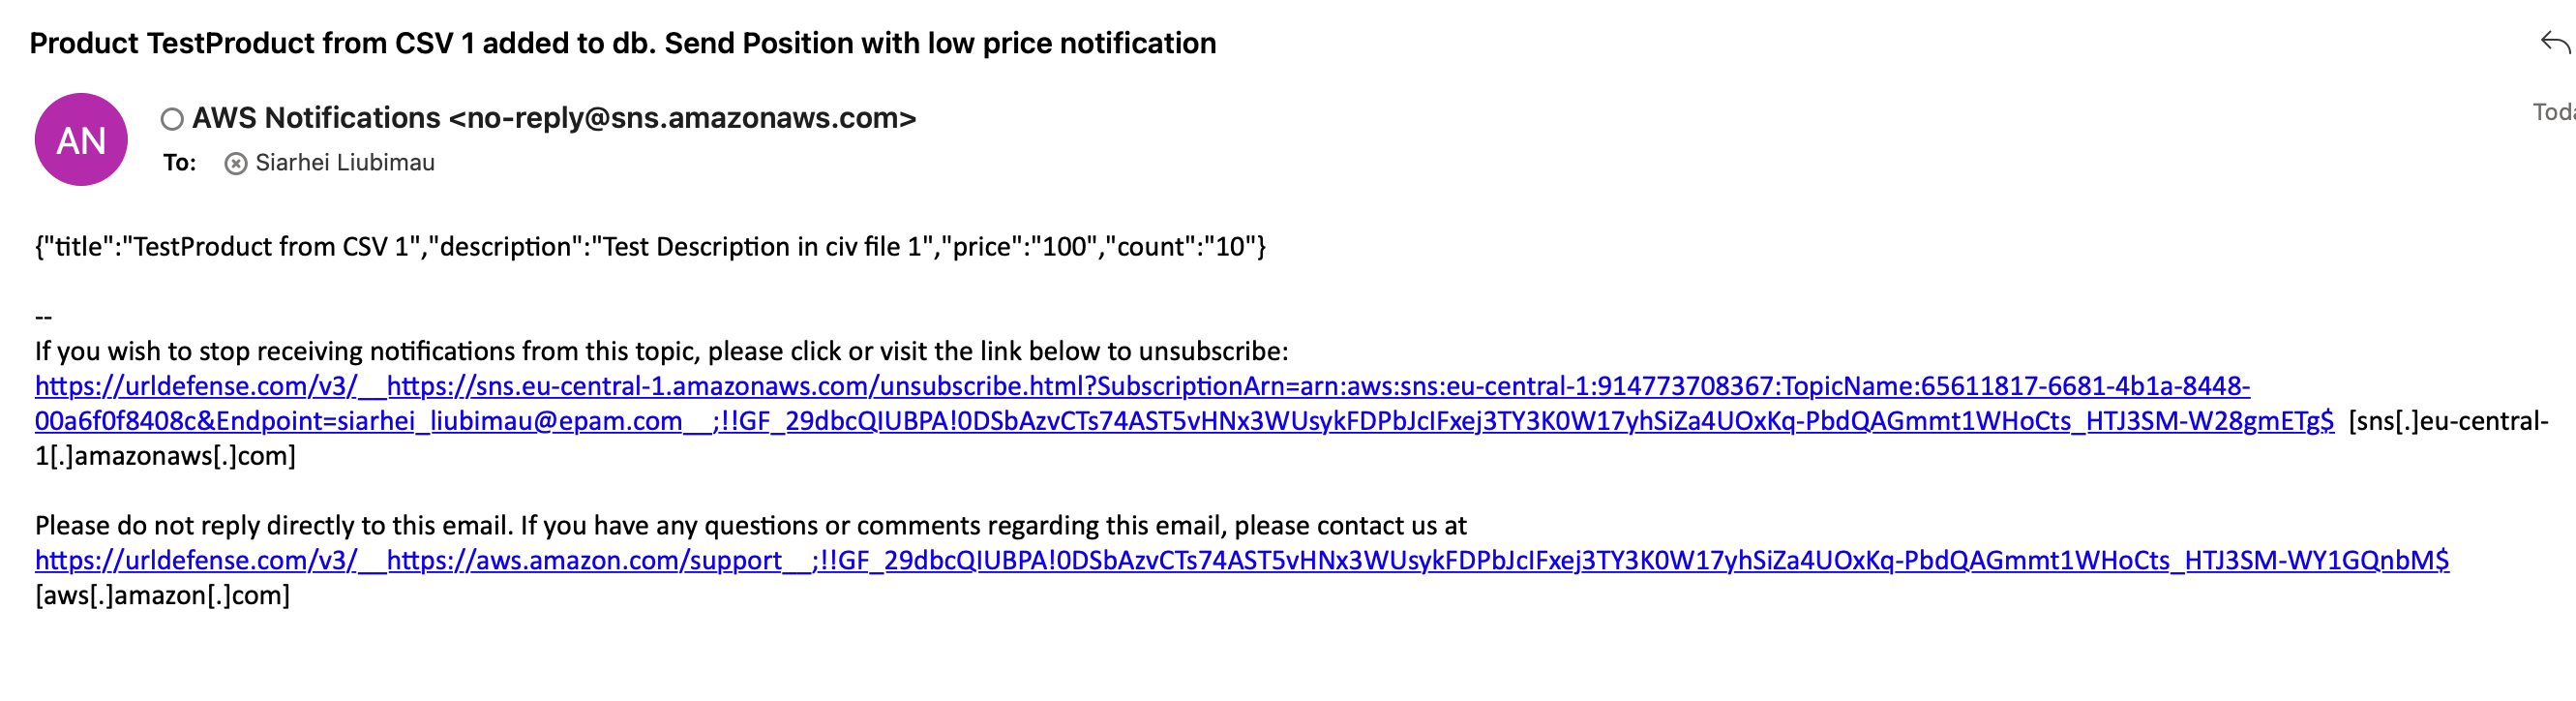 Product TestProduct from CSV 1 added to db. Send Position with low price notification
AN
AWS Notifications <no-reply@sns.amazonaws.com>
To: Siarhei Liubimau
{"title":"TestProduct from CSV 1","description":"Test Description in civ file 1","price":"100","count":"10"}
--
If you wish to stop receiving notifications from this topic, please click or visit the link below to unsubscribe:
https://urldefense.com/v3/__https://sns.eu-central-1.amazonaws.com/unsubscribe.html?SubscriptionArn=arn:aws:sns:eu-central-1:914773708367:TopicName:65611817-6681-4b1a-8448-
00a6f0f8408c&Endpoint=siarhei_liubimau@epam.com__;!!GF_29dbcQIUBPA!0DSbAzvCTs74AST5vHNx3WUsykFDPbJcIFxej3TY3K0W17yhSiZa4UOxKq-PbdQAGmmt1WHoCts_HTJ3SM-W28gmETg$ [sns[.]eu-central-
1[.]amazonaws[.]com]
Please do not reply directly to this email. If you have any questions or comments regarding this email, please contact us at
https://urldefense.com/v3/__https://aws.amazon.com/support__;!!GF_29dbcQIUBPA!0DSbAzvCTs74AST5vHNx3WUsykFDPbJcIFxej3TY3K0W17yhSiZa4UOxKq-PbdQAGmmt1WHoCts_HTJ3SM-WY1GQnbM$
[aws[.]amazon[.]com]